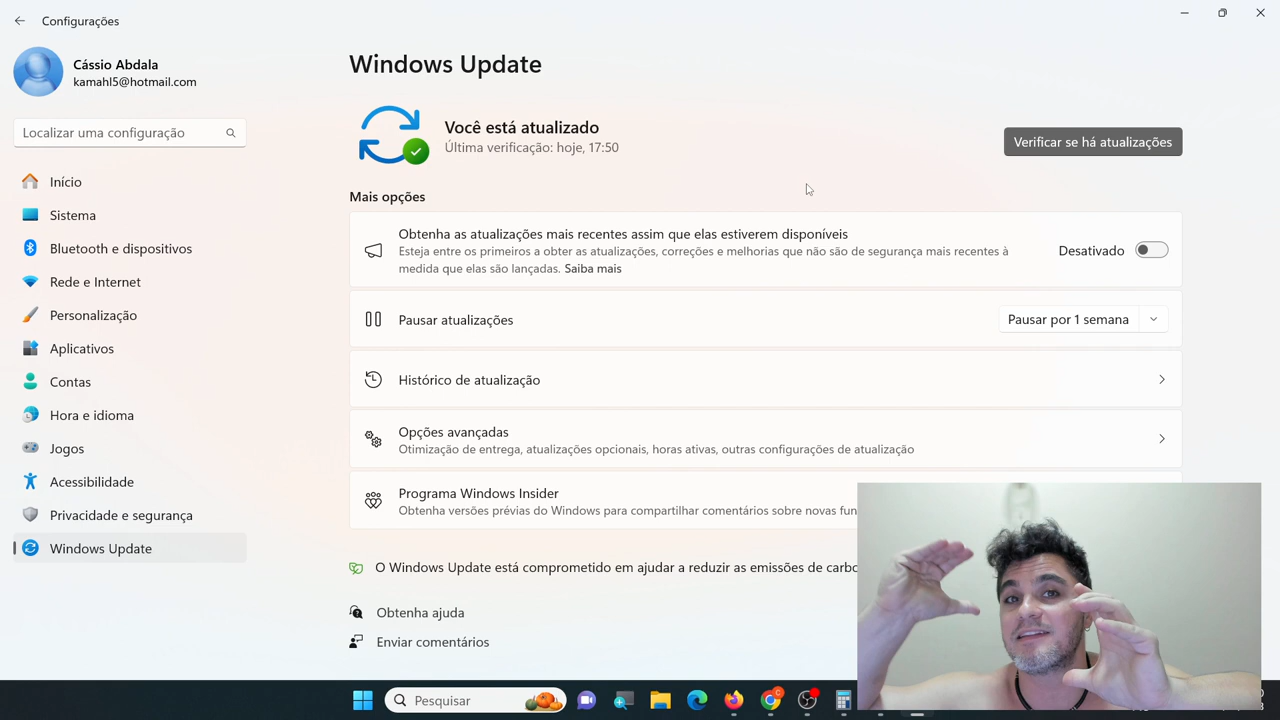 Configurações
Cássio Abdala
kamahl5@hotmail.com
Localizar uma configuração
Início
Sistema
Bluetooth e dispositivos
Rede e Internet
Personalização
Aplicativos
Contas
Hora e idioma
Jogos
Acessibilidade
Privacidade e segurança
Windows Update
Windows Update
Você está atualizado
Última verificação: hoje, 17:50
Verificar se há atualizações
Mais opções
Obtenha as atualizações mais recentes assim que elas estiverem disponíveis
Esteja entre os primeiros a obter as atualizações, correções e melhorias que não são de segurança mais recentes à
medida que elas são lançadas. Saiba mais
Desativado
Pausar atualizações
Pausar por 1 semana
Histórico de atualização
Opções avançadas
Otimização de entrega, atualizações opcionais, horas ativas, outras configurações de atualização
Programa Windows Insider
Obtenha versões prévias do Windows para compartilhar comentários sobre novas
O Windows Update está comprometido em ajudar a reduzir as emissões de
Obtenha ajuda
Enviar comentários
Pesquisar